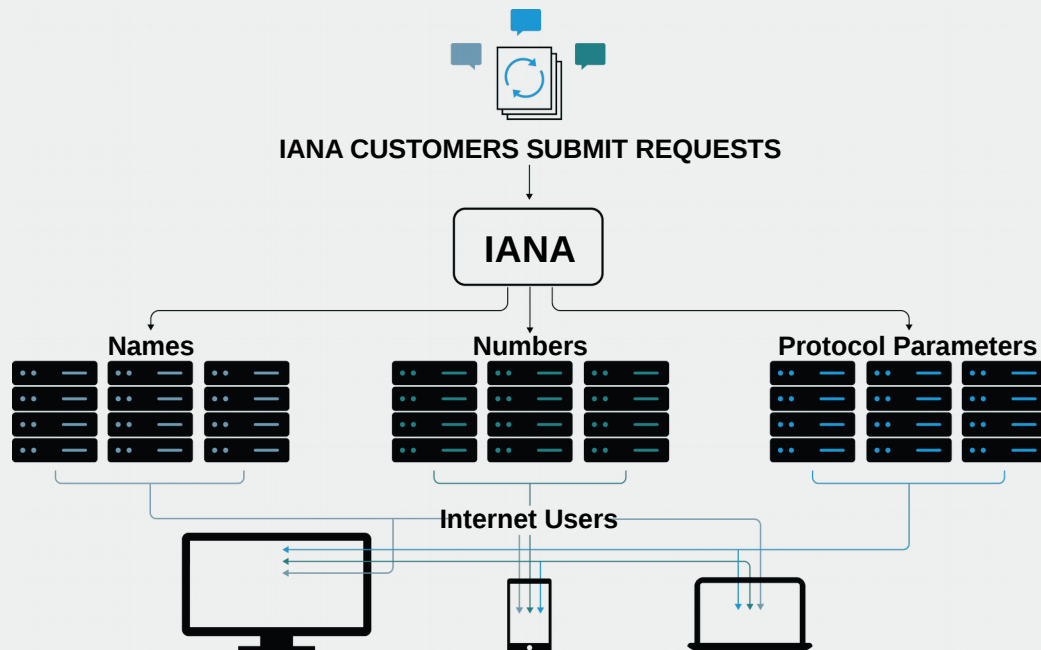 IANA CUSTOMERS SUBMIT REQUESTS
IANA
Names
Numbers
Protocol Parameters
Internet Users